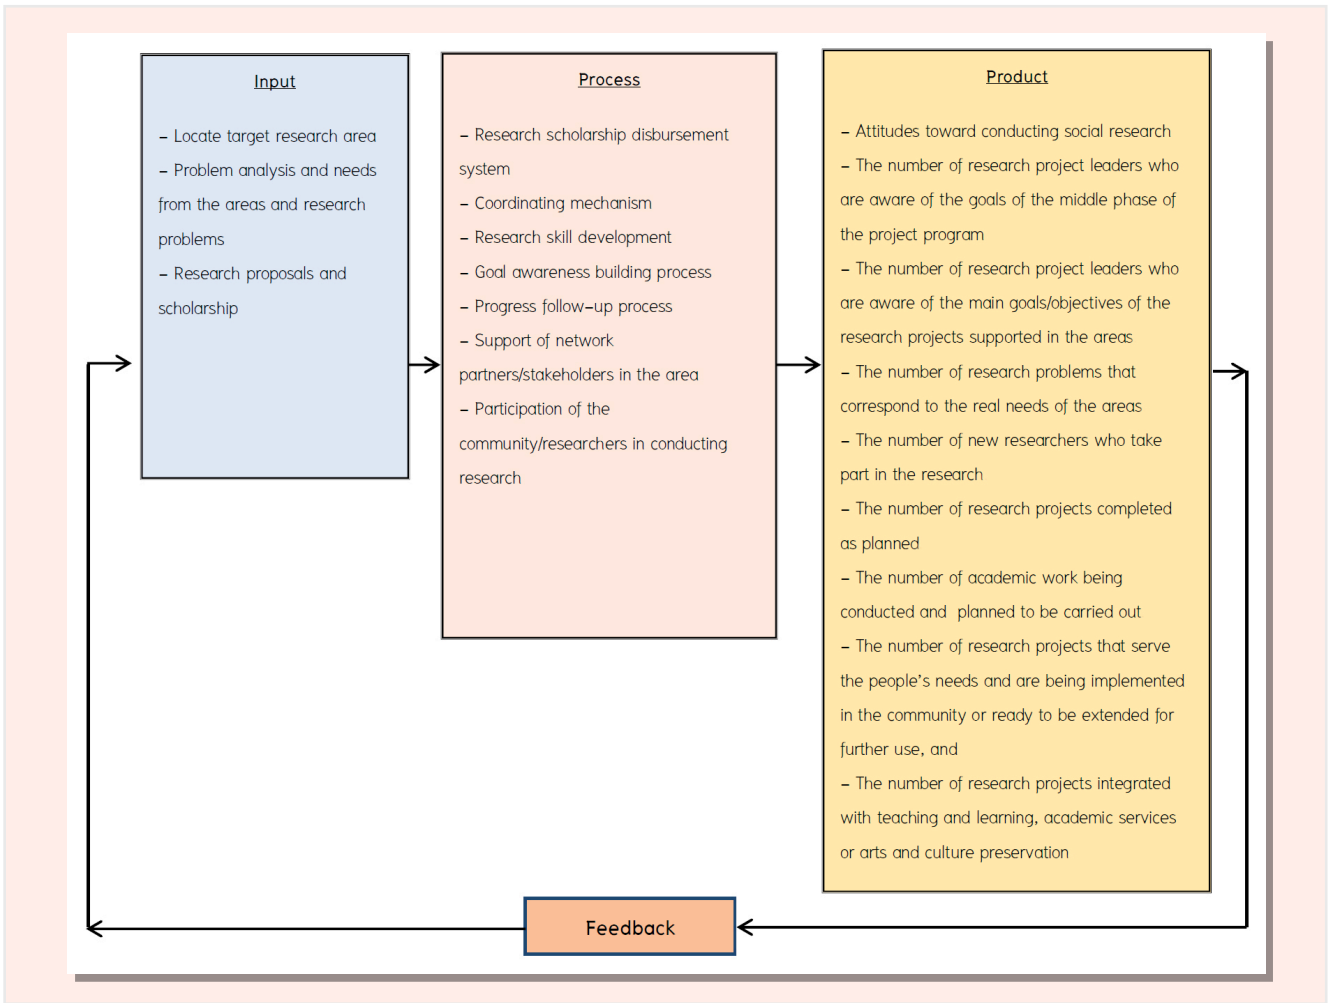 Input
– Locate target research area
– Problem analysis and needs
from the areas and research
problems
– Research proposals and
scholarship
Process
– Research scholarship disbursement
system
– Coordinating mechanism
– Research skill development
– Goal awareness building process
– Progress follow–up process
– Support of network
partners/stakeholders in the area
– Participation of the
community/researchers in conducting
research
Product
– Attitudes toward conducting social research
– The number of research project leaders who
are aware of the goals of the middle phase of
the project program
– The number of research project leaders who
are aware of the main goals/objectives of the
research projects supported in the areas
– The number of research problems that
correspond to the real needs of the areas
– The number of new researchers who take
part in the research
– The number of research projects completed
as planned
– The number of academic work being
conducted and  planned to be carried out
– The number of research projects that serve
the people’s needs and are being implemented
in the community or ready to be extended for
further use, and
– The number of research projects integrated
with teaching and learning, academic services
or arts and culture preservation
Feedback